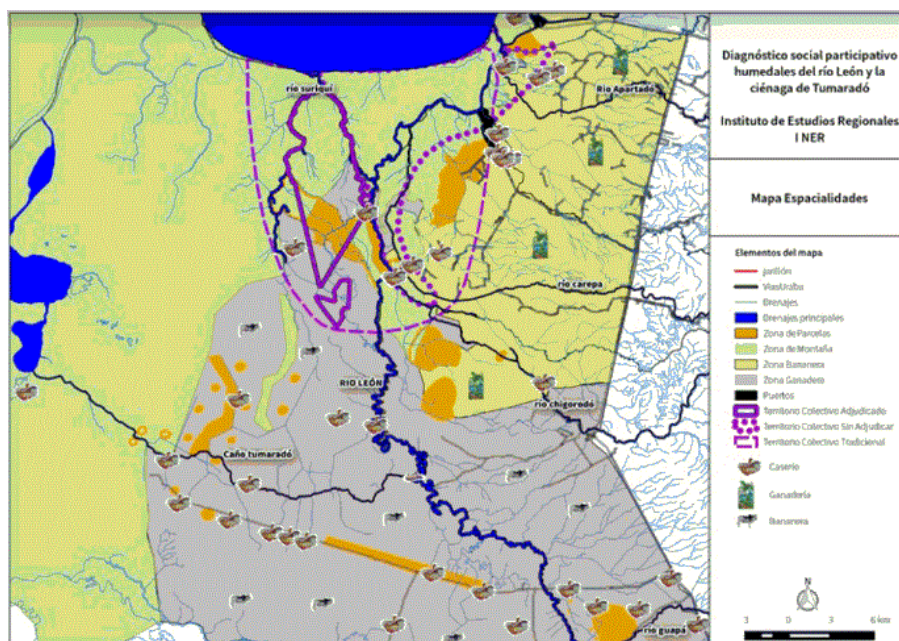 Diagnóstico social participativo
humedales del río León y la
ciénaga de Tumaradó
Instituto de Estudios Regionales
I NER
Mapa Espacialidades
Elementos del mapa
Jarillón
ViasUraba
Drenajes
Drenajes principales
Zona de Parcelas
Zona de Montaña
Zona Bananera
Zona Ganadera
Puertos
Territorio Colectivo Adjudicado
Territorio Colectivo Sin Adjudicar
Territorio Colectivo Tradicional
Caserio
Ganadería
Bananera
N
3 0 3 6 km
río suriquí
Río Apartadó
río carepa
RIO LEÓN
río chigorodó
Caño tumaradó
río guapá